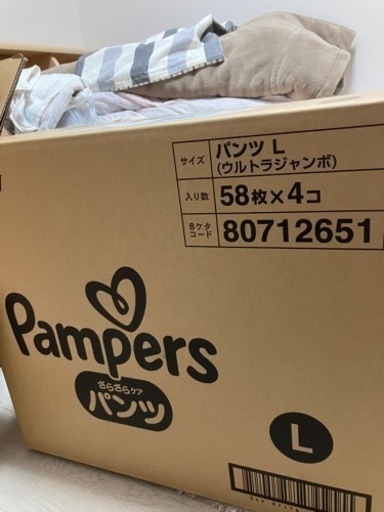 サイズ
パンツ L
(ウルトラジャンボ)
入り数
58枚×4コ
8ケタ
コード
80712651
Pampers
さらさらケア
パンツ
L